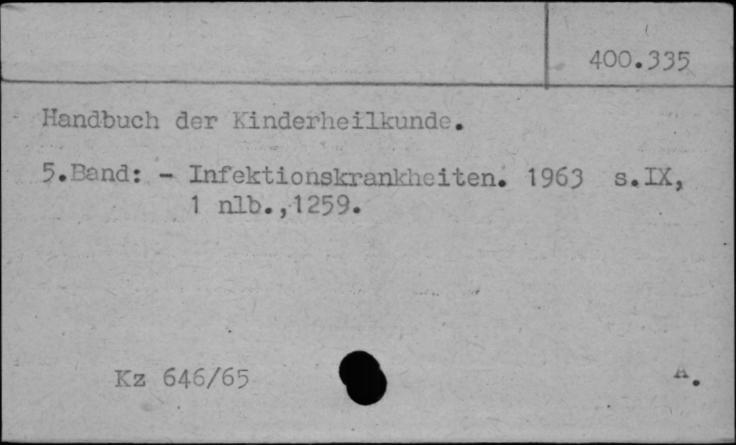 400.335
Handbuch der Kinderheilkunde.
5.Band: - Infektionskrankheiten. 1963 s.IX,
1 nlb.,1259.
Kz 646/65
A.